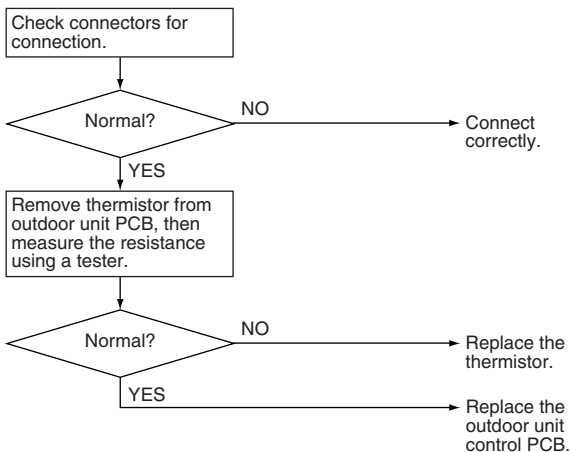 Check connectors for
connection.
Normal?
NO
Connect
correctly.
YES
Remove thermistor from
outdoor unit PCB, then
measure the resistance
using a tester.
Normal?
NO
Replace the
thermistor.
YES
Replace the
outdoor unit
control PCB.